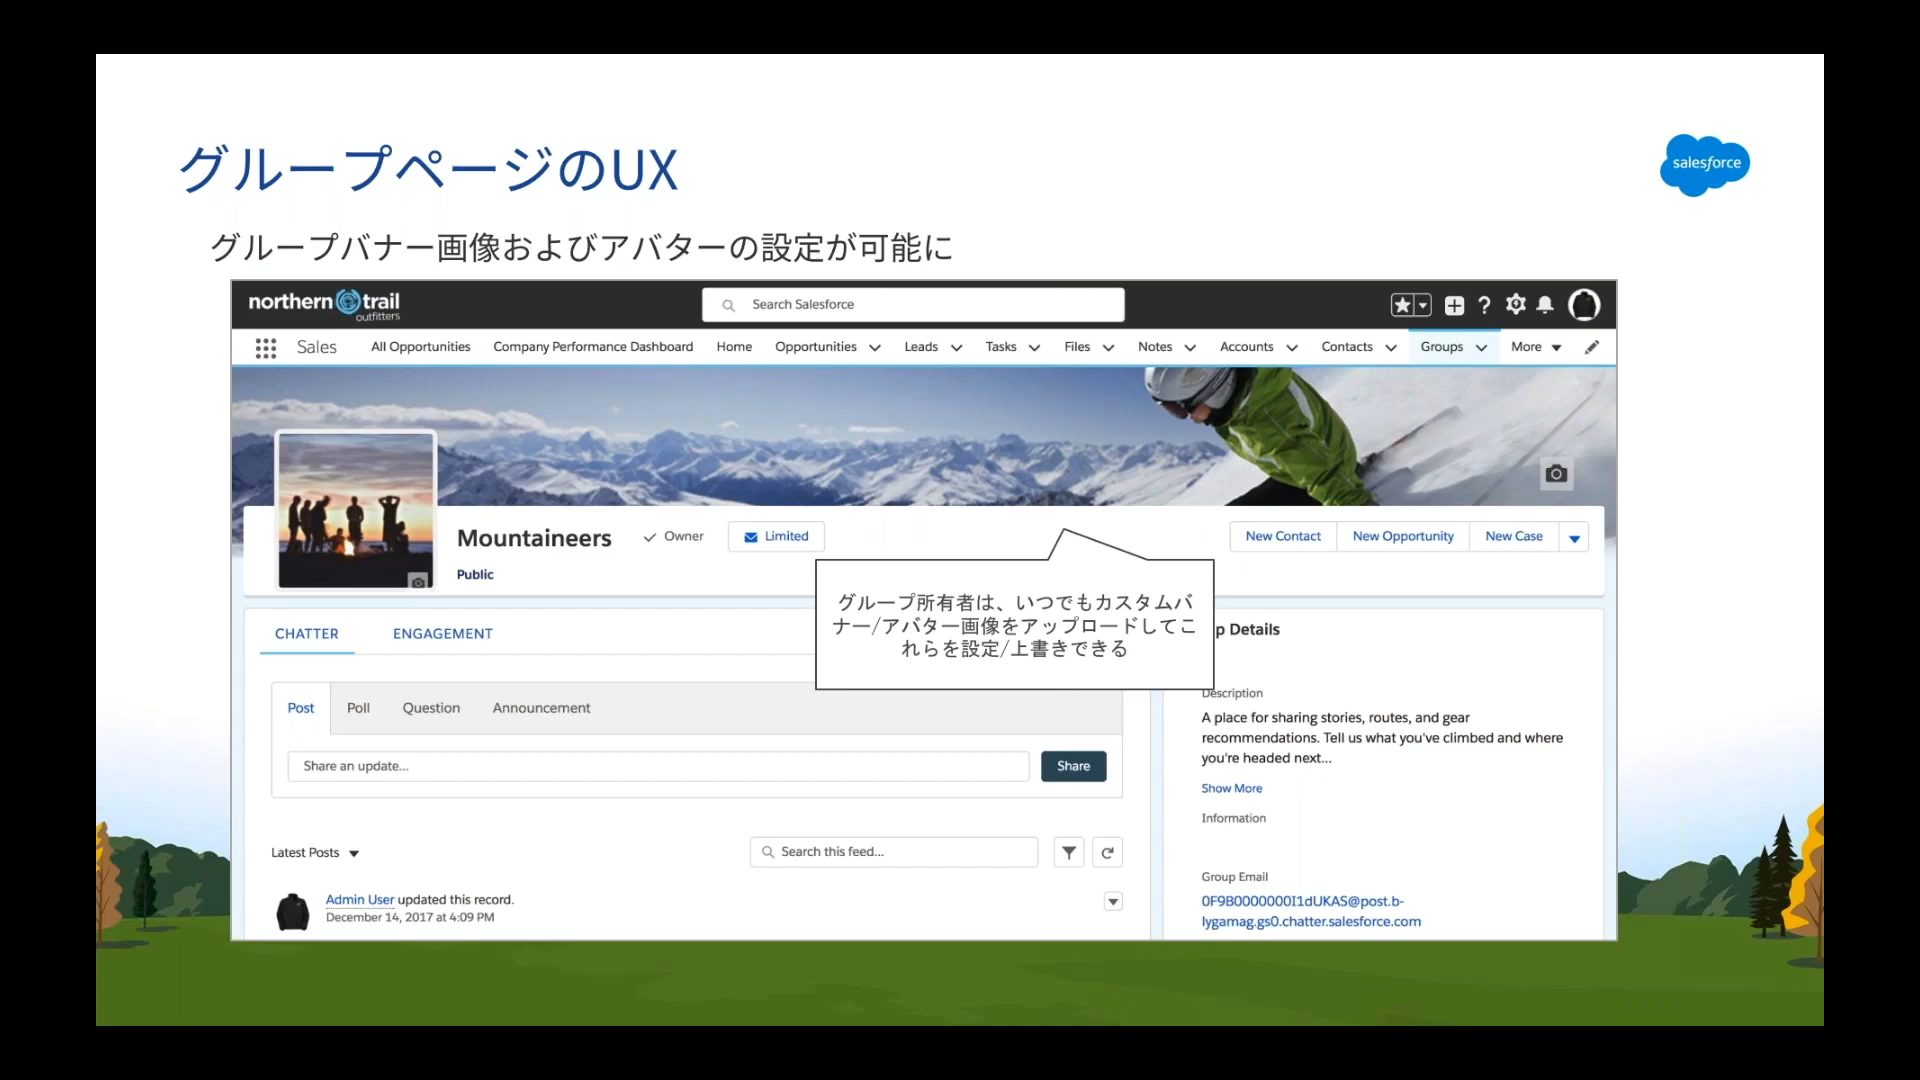 グループページのUX
salesforce
グループバナー画像およびアバターの設定が可能に
northern trail
outfitters
Search Salesforce
Sales All Opportunities Company Performance Dashboard Home Opportunities Leads Tasks Files Notes Accounts Contacts Groups More
Mountaineers Owner Limited
Public
New Contact New Opportunity New Case
グループ所有者は、いつでもカスタムバ
ナー/アバター画像をアップロードしてこ
れらを設定/上書きできる
CHATTER ENGAGEMENT
Post Poll Question Announcement
Share an update... Share
Latest Posts Search this feed...
Admin User updated this record.
December 14, 2017 at 4:09 PM
p Details
Description
A place for sharing stories, routes, and gear
recommendations. Tell us what you've climbed and where
you're headed next...
Show More
Information
Group Email
0F9B0000000I1dUKAS@post.b-
lygamag.gs0.chatter.salesforce.com